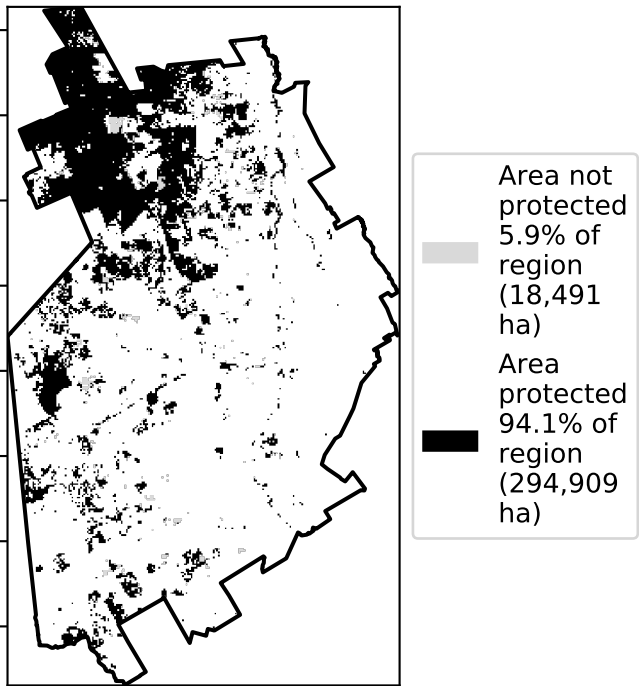 Area not
protected
5.9% of
region
(18,491
ha)
Area
protected
94.1% of
region
(294,909
ha)